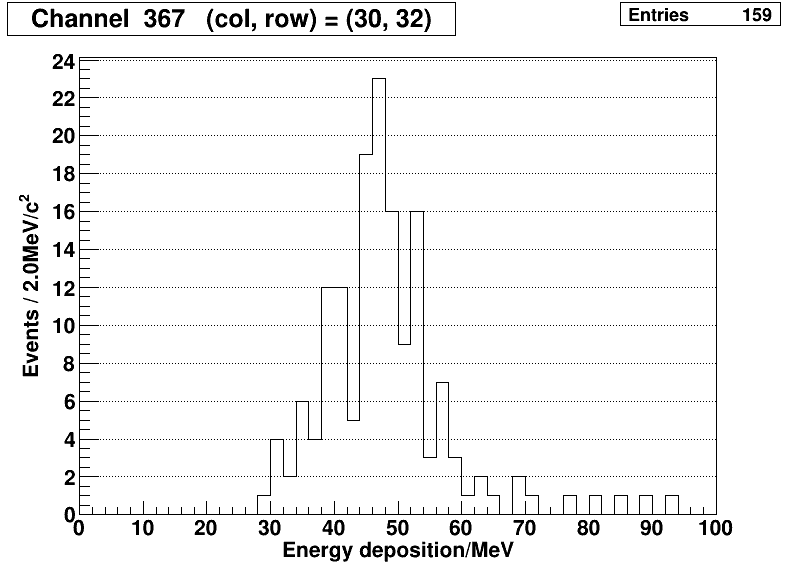 Channel 367 (col, row) = (30, 32)
Entries 159
Events / 2.0MeV/c²
24
22
20
18
16
14
12
10
8
6
4
2
0
0 10 20 30 40 50 60 70 80 90 100
Energy deposition/MeV